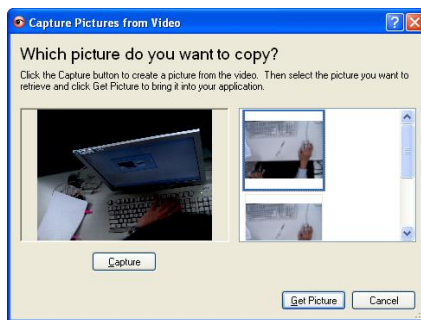 Capture Pictures from Video
Which picture do you want to copy?
Click the Capture button to create a picture from the video. Then select the picture you want to
retrieve and click Get Picture to bring it into your application.
Capture
Get Picture
Cancel